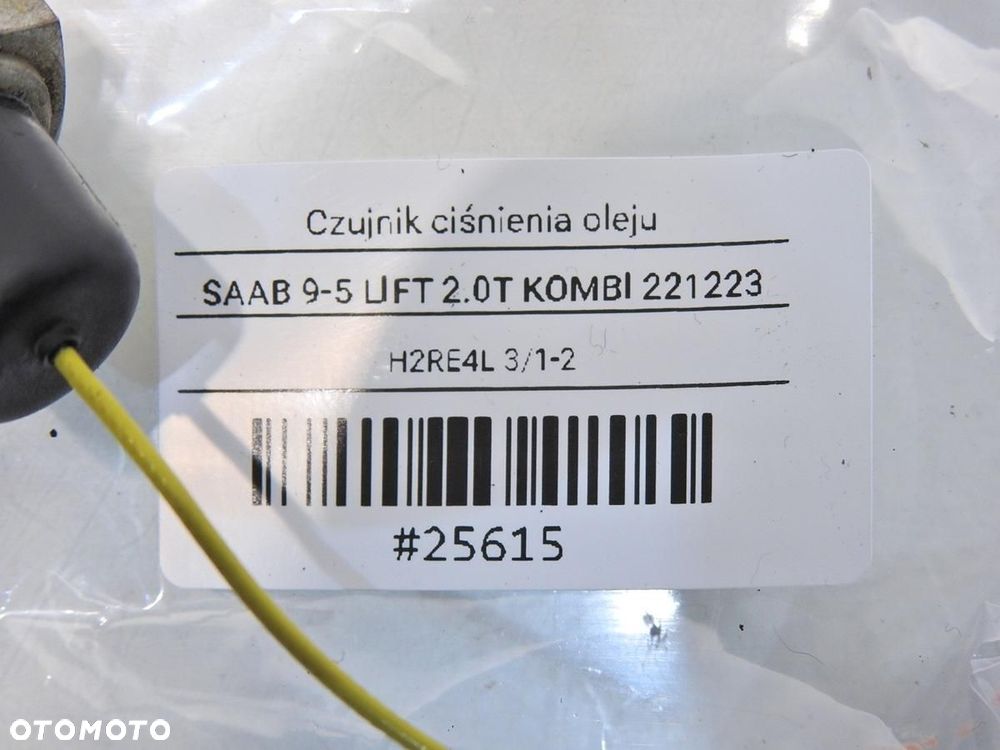 Czujnik ciśnienia oleju
SAAB 9-5 LIFT 2.0T KOMBI 221223
H2RE4L 3/1-2
#25615
OTOMOTO